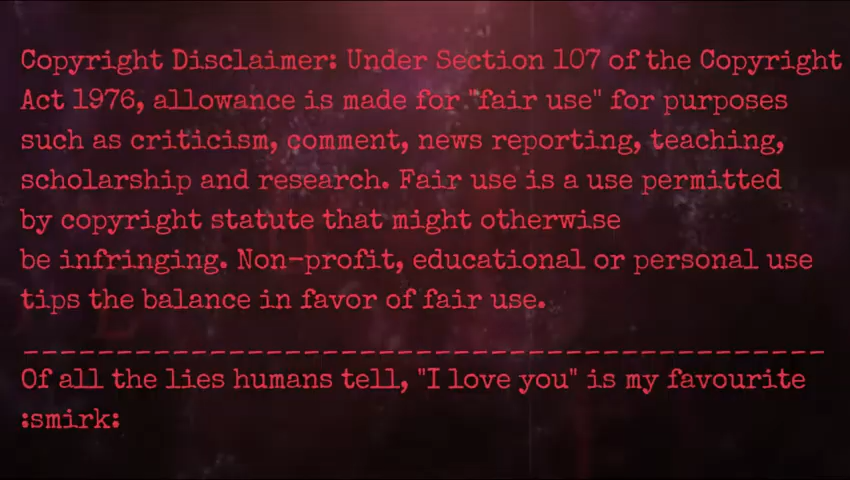 Copyright Disclaimer: Under Section 107 of the Copyright
Act 1976, allowance is made for "fair use" for purposes
such as criticism, comment, news reporting, teaching,
scholarship and research. Fair use is a use permitted
by copyright statute that might otherwise
be infringing. Non-profit, educational or personal use
tips the balance in favor of fair use.
___________________________________________
Of all the lies humans tell, "I love you" is my favourite
:smirk: